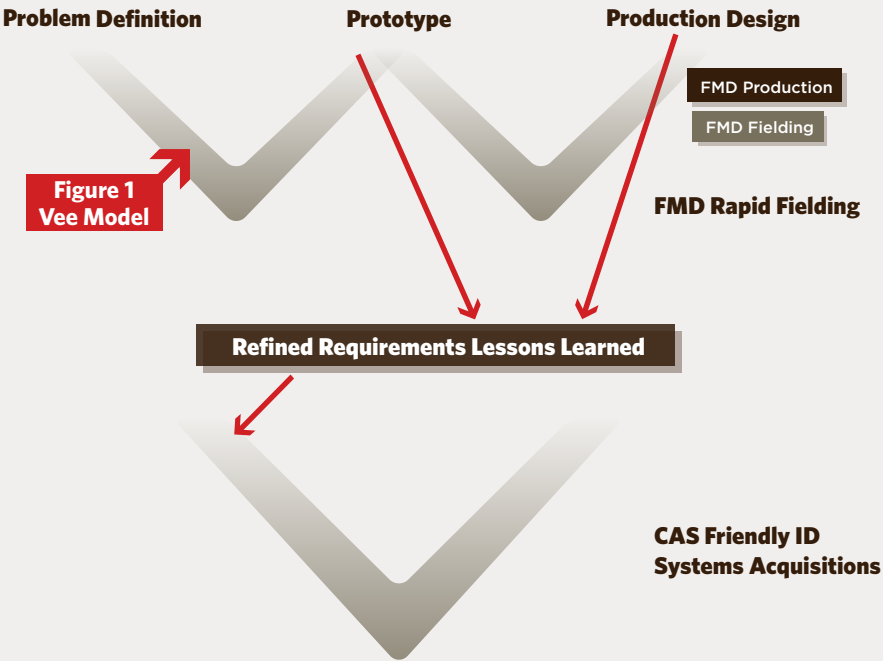 Problem Definition
Prototype
Production Design
FMD Production
FMD Fielding
Figure 1
Vee Model
FMD Rapid Fielding
Refined Requirements Lessons Learned
CAS Friendly ID
Systems Acquisitions